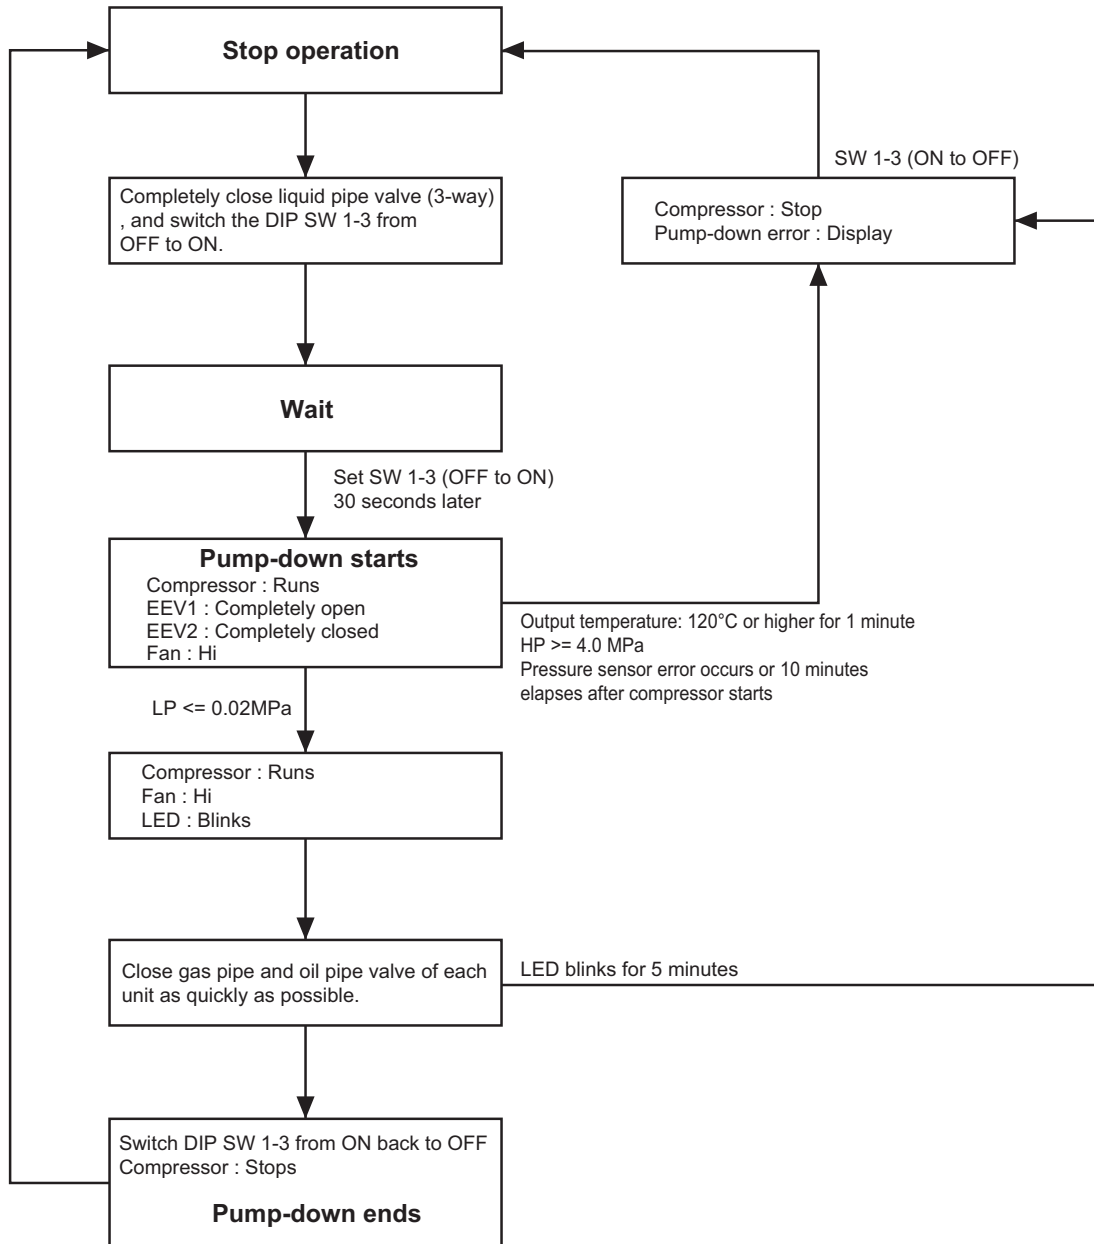 Stop operation
SW 1-3 (ON to OFF)
Completely close liquid pipe valve (3-way)
, and switch the DIP SW 1-3 from
OFF to ON.
Compressor : Stop
Pump-down error : Display
Wait
Set SW 1-3 (OFF to ON)
30 seconds later
Pump-down starts
Compressor : Runs
EEV1 : Completely open
EEV2 : Completely closed
Fan : Hi
Output temperature: 120°C or higher for 1 minute
HP >= 4.0 MPa
Pressure sensor error occurs or 10 minutes
elapses after compressor starts
LP <= 0.02MPa
Compressor : Runs
Fan : Hi
LED : Blinks
Close gas pipe and oil pipe valve of each
unit as quickly as possible.
LED blinks for 5 minutes
Switch DIP SW 1-3 from ON back to OFF
Compressor : Stops
Pump-down ends